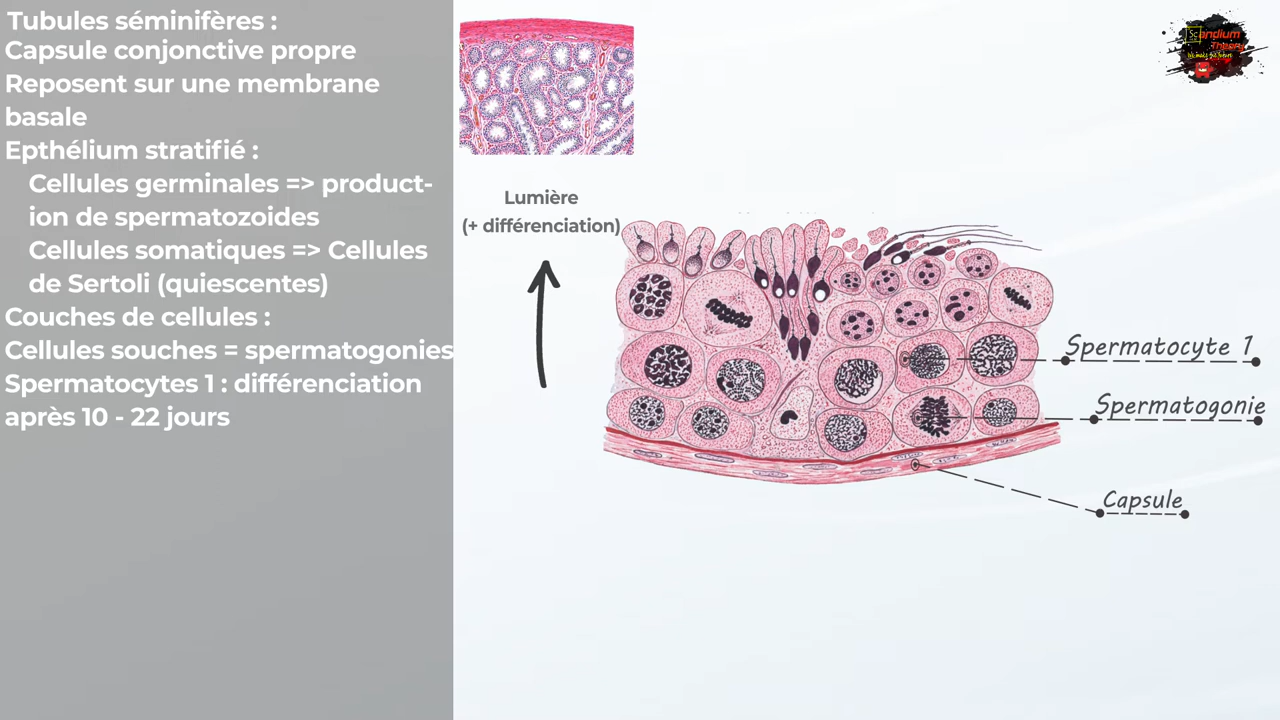 Tubules séminifères :
Capsule conjonctive propre
Reposent sur une membrane
basale
Epthélium stratifié :
Cellules germinales => product-
ion de spermatozoides
Cellules somatiques => Cellules
de Sertoli (quiescentes)
Couches de cellules :
Cellules souches = spermatogonies
Spermatocytes 1 : différenciation
après 10 - 22 jours
Lumière
(+ différenciation)
Spermatocyte 1
Spermatogonie
Capsule
Scandium
Theory